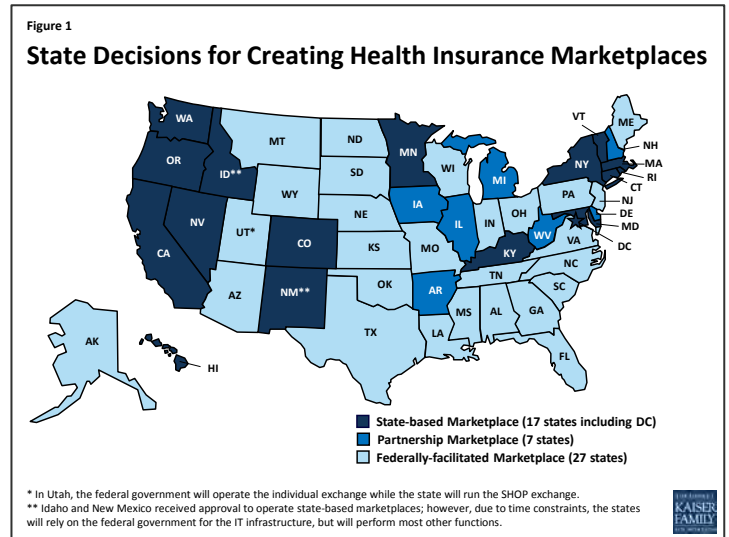 Figure 1
State Decisions for Creating Health Insurance Marketplaces
WA
OR
ID**
MT
ND
SD
MN
WI
MI
NY
VT
ME
NH
MA
RI
CT
NJ
DE
MD
DC
PA
WY
NE
IA
IL
IN
OH
WV
VA
NV
UT*
CO
KS
MO
KY
NC
CA
AZ
NM**
OK
AR
TN
SC
TX
LA
MS
AL
GA
FL
AK
HI
State-based Marketplace (17 states including DC)
Partnership Marketplace (7 states)
Federally-facilitated Marketplace (27 states)
* In Utah, the federal government will operate the individual exchange while the state will run the SHOP exchange.
** Idaho and New Mexico received approval to operate state-based marketplaces; however, due to time constraints, the states
will rely on the federal government for the IT infrastructure, but will perform most other functions.
KAISER
FAMILY